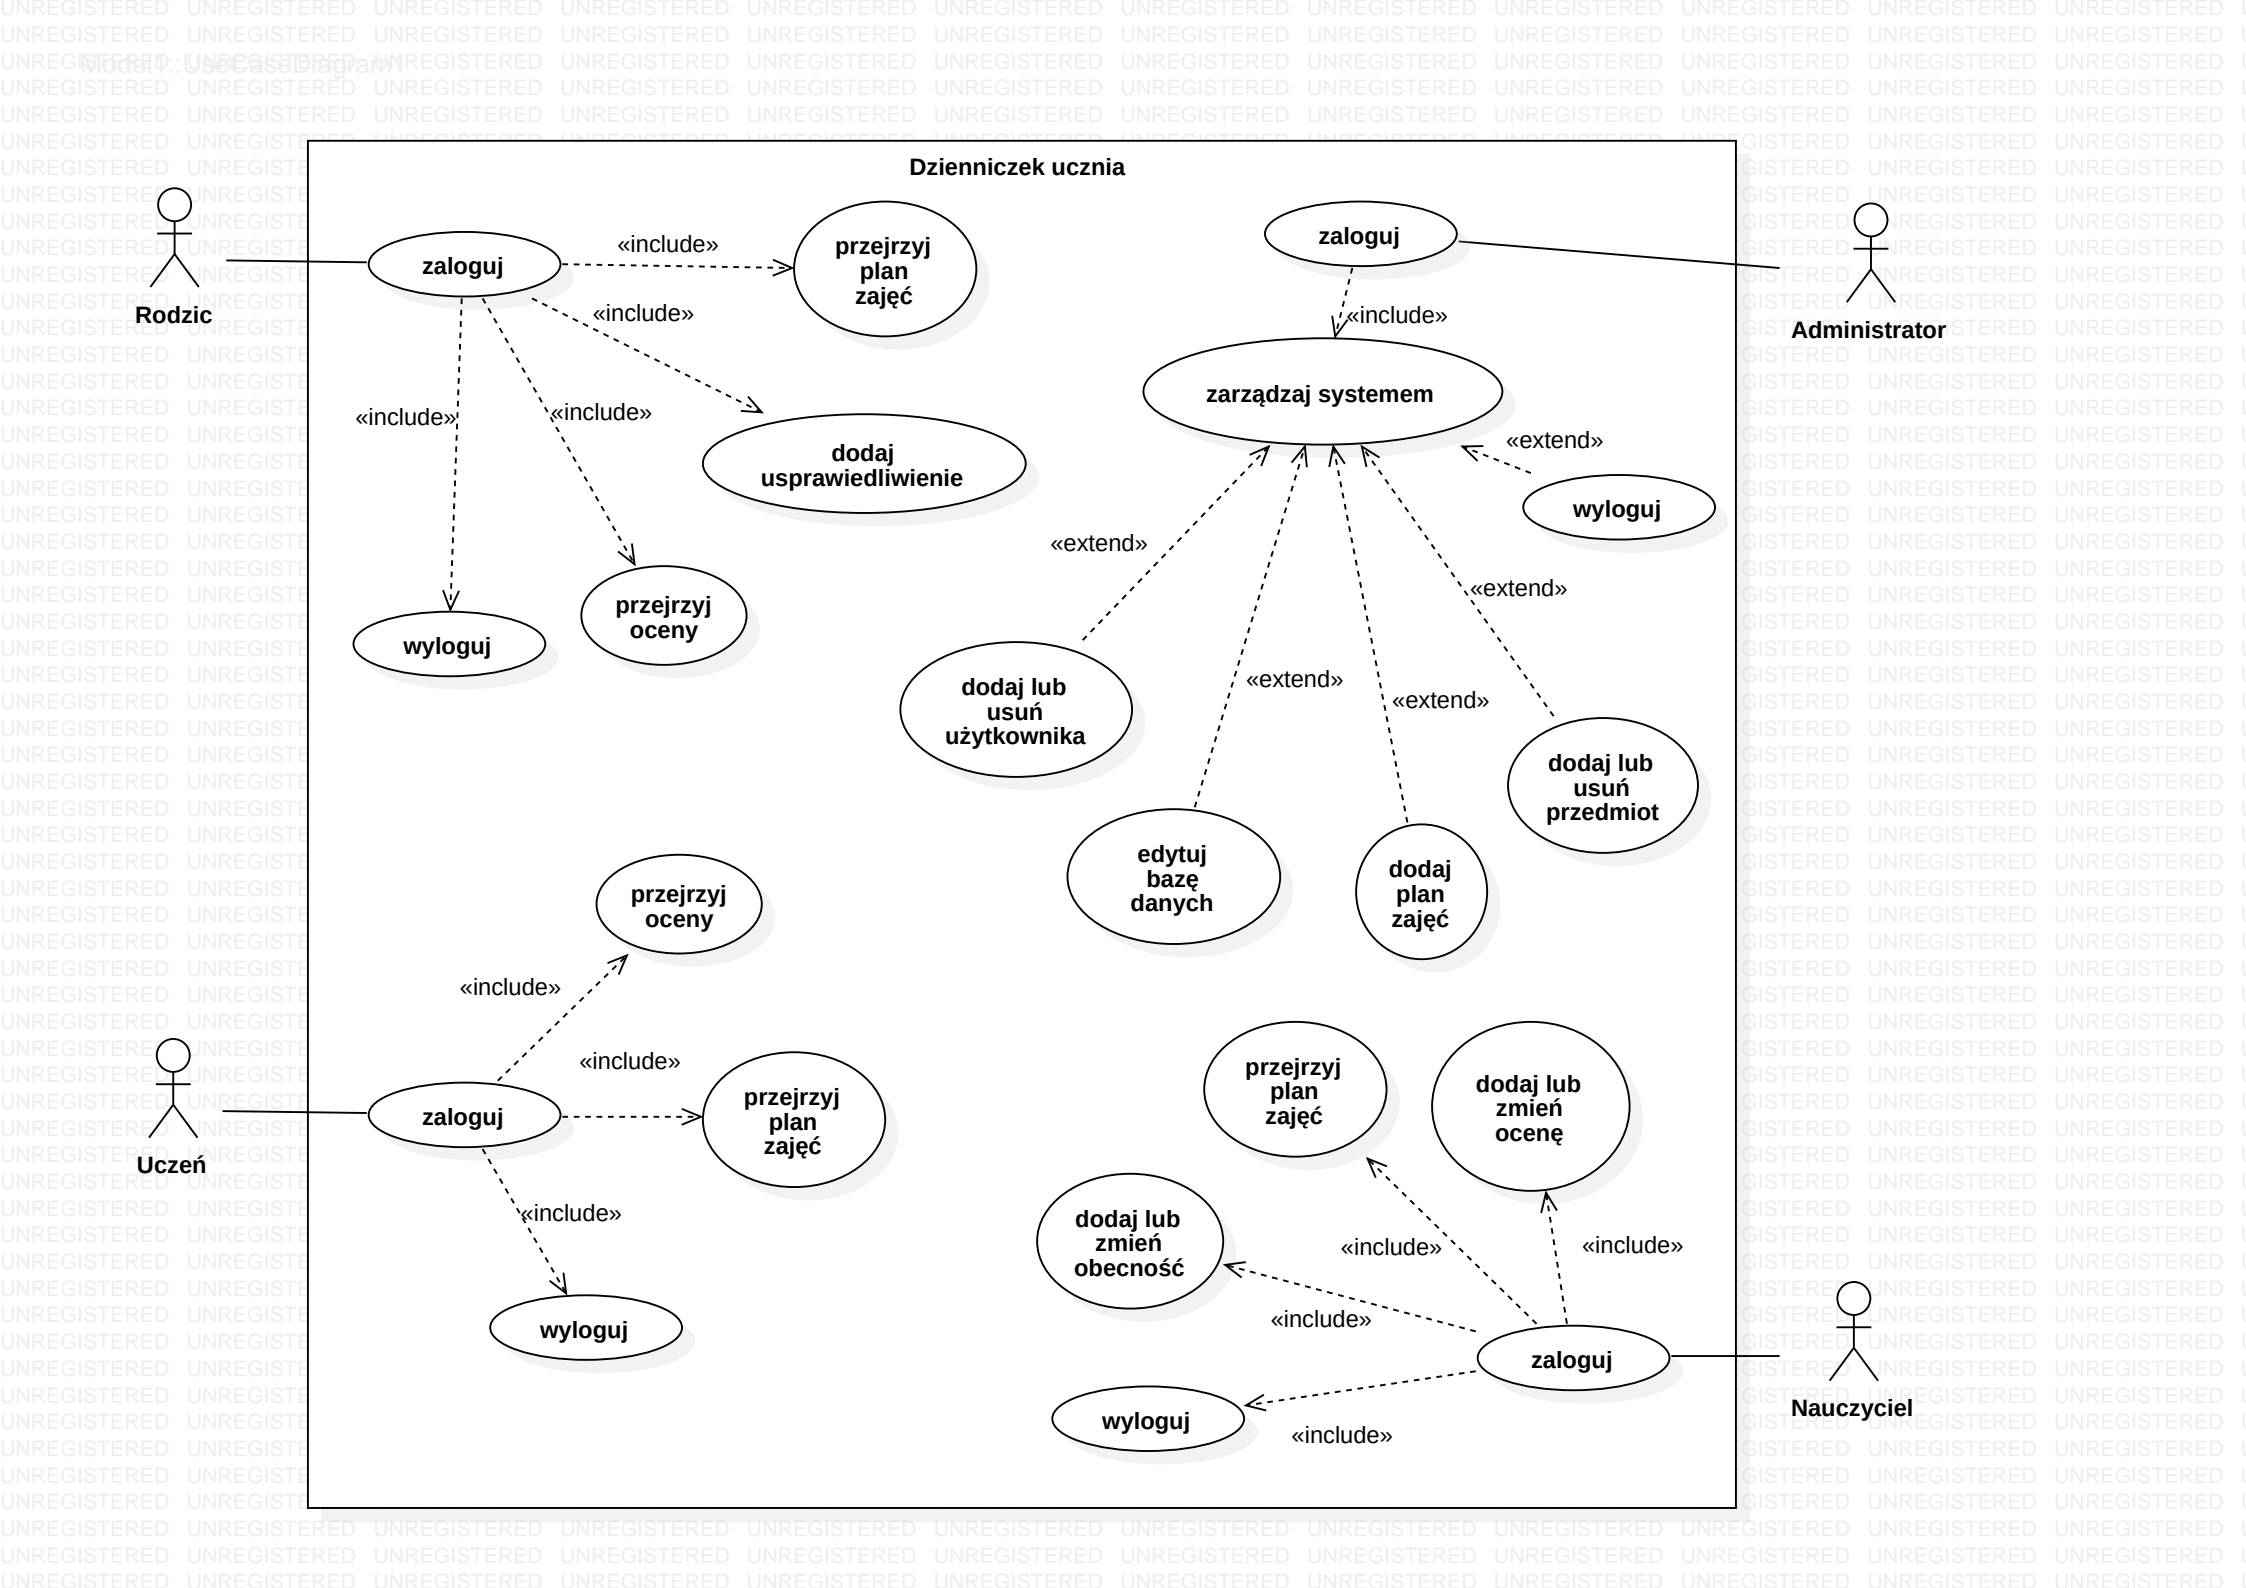 Model1::UseCaseDiagram1
Dzienniczek ucznia
Rodzic
zaloguj
«include»
przejrzyj
plan
zajęć
«include»
dodaj
usprawiedliwienie
«include»
przejrzyj
oceny
«include»
wyloguj
Administrator
zaloguj
«include»
zarządzaj systemem
«extend»
wyloguj
«extend»
dodaj lub
usuń
użytkownika
«extend»
edytuj
bazę
danych
«extend»
dodaj
plan
zajęć
«extend»
dodaj lub
usuń
przedmiot
Uczeń
zaloguj
«include»
przejrzyj
oceny
«include»
przejrzyj
plan
zajęć
«include»
wyloguj
Nauczyciel
zaloguj
«include»
przejrzyj
plan
zajęć
«include»
dodaj lub
zmień
ocenę
«include»
dodaj lub
zmień
obecność
«include»
wyloguj
UNREGISTERED